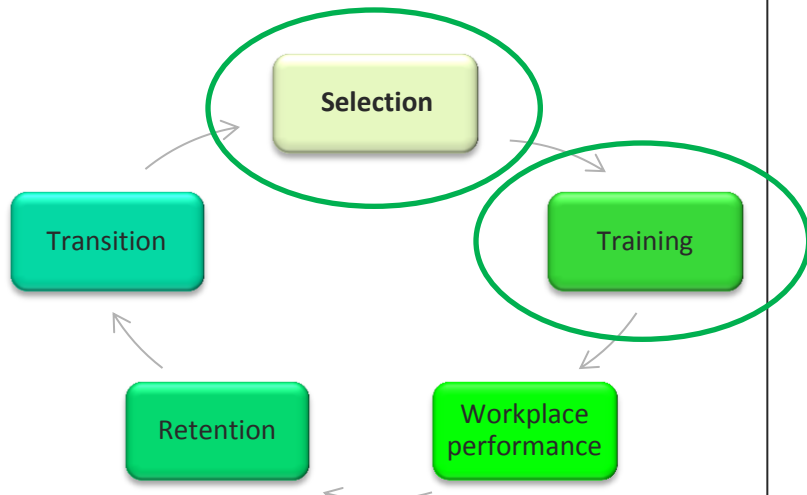 Selection
Training
Transition
Workplace
performance
Retention